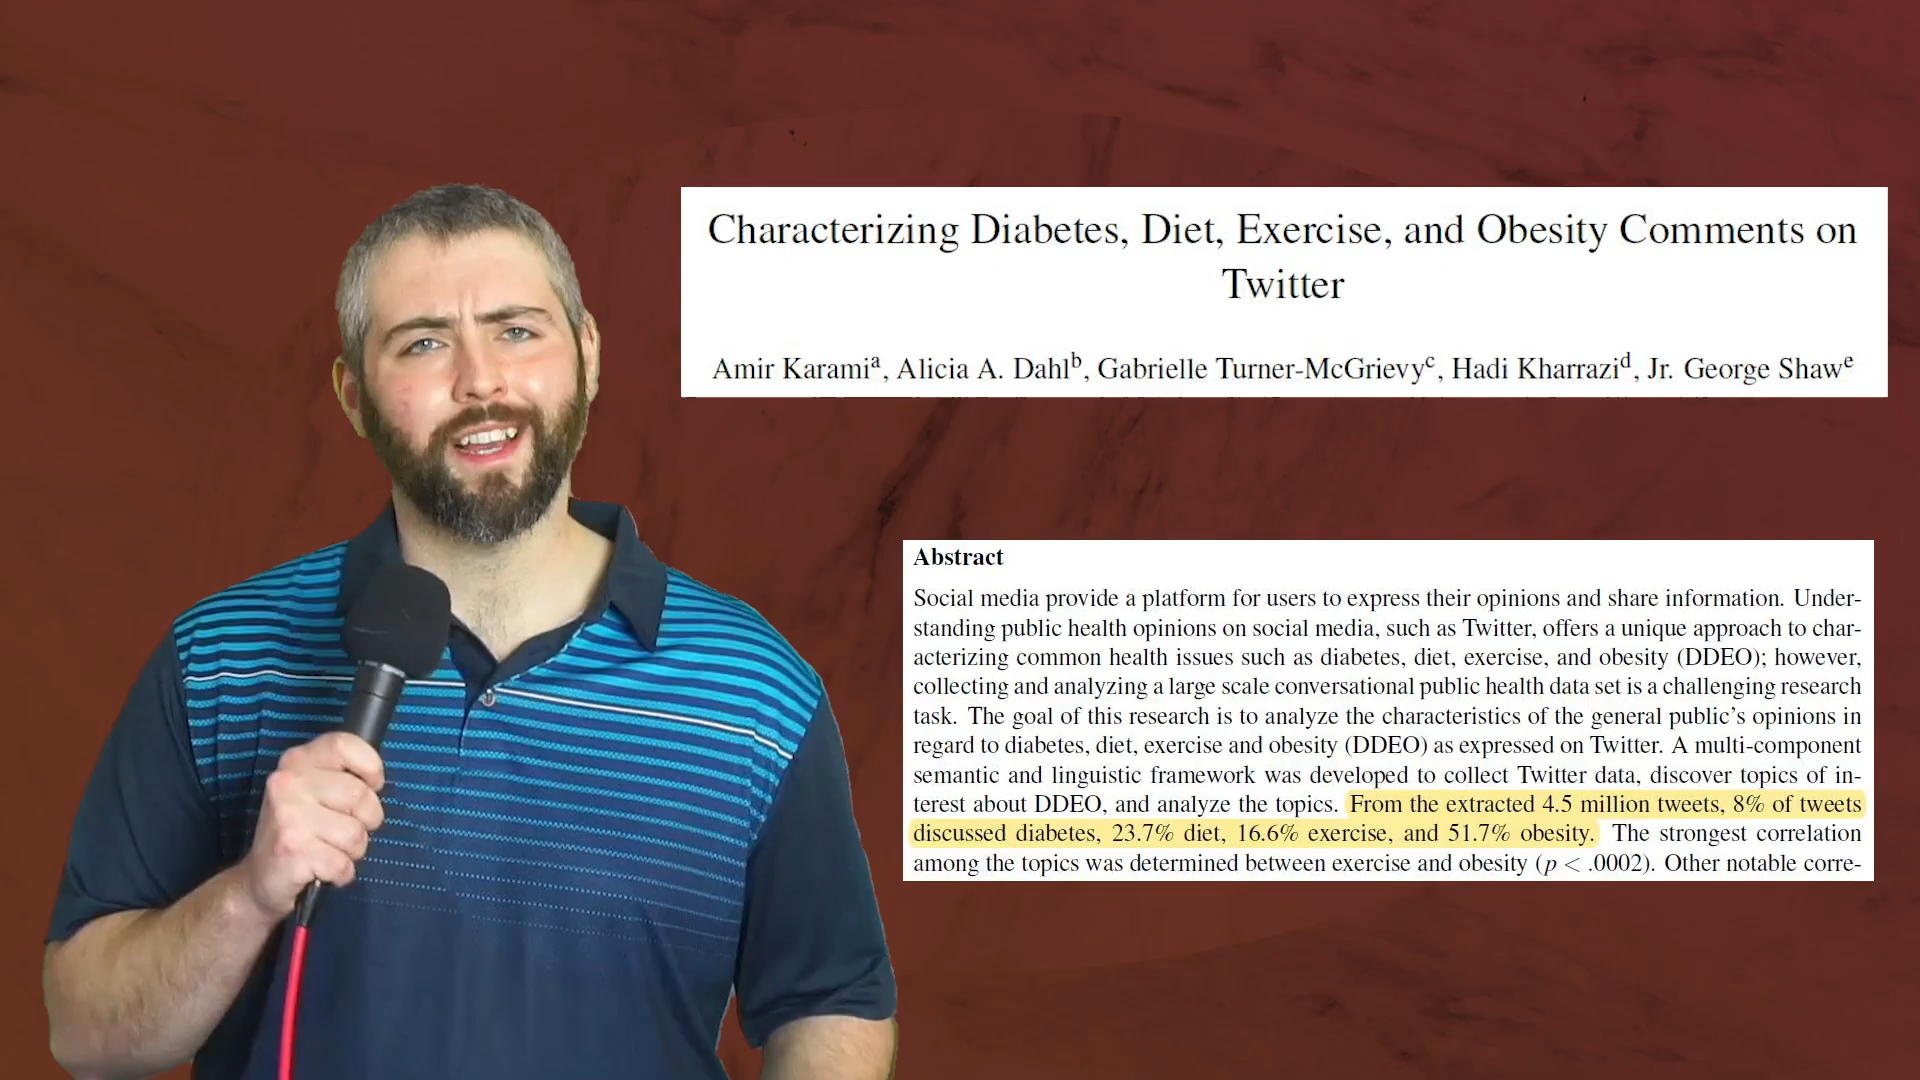 Characterizing Diabetes, Diet, Exercise, and Obesity Comments on
Twitter
Amir Karamiᵃ, Alicia A. Dahlᵇ, Gabrielle Turner-McGrievyᶜ, Hadi Kharraziᵈ, Jr. George Shawᵉ
Abstract
Social media provide a platform for users to express their opinions and share information. Under-
standing public health opinions on social media, such as Twitter, offers a unique approach to char-
acterizing common health issues such as diabetes, diet, exercise, and obesity (DDEO); however,
collecting and analyzing a large scale conversational public health data set is a challenging research
task. The goal of this research is to analyze the characteristics of the general public's opinions in
regard to diabetes, diet, exercise and obesity (DDEO) as expressed on Twitter. A multi-component
semantic and linguistic framework was developed to collect Twitter data, discover topics of in-
terest about DDEO, and analyze the topics. From the extracted 4.5 million tweets, 8% of tweets
discussed diabetes, 23.7% diet, 16.6% exercise, and 51.7% obesity. The strongest correlation
among the topics was determined between exercise and obesity (p < .0002). Other notable corre-